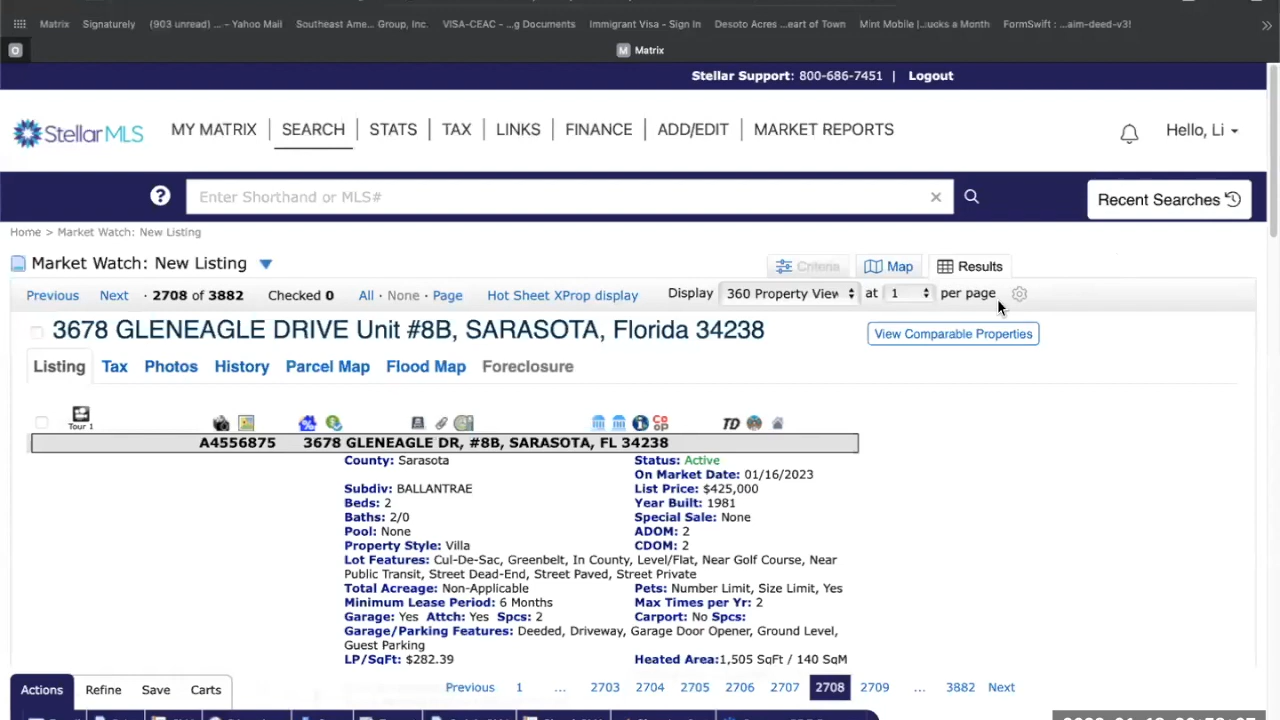 Matrix Signaturely (903 unread) ... - Yahoo Mail Southeast Ame... Group, Inc. VISA-CEAC - ...g Documents Immigrant Visa - Sign In Desoto Acres ...eart of Town Mint Mobile |...ucks a Month FormSwift : ...aim-deed-v3!
O M Matrix
Stellar Support: 800-686-7451 | Logout
StellarMLS MY MATRIX SEARCH STATS TAX LINKS FINANCE ADD/EDIT MARKET REPORTS Hello, Li
? Enter Shorthand or MLS# Recent Searches
Home > Market Watch: New Listing
Market Watch: New Listing Criteria Map Results
Previous Next · 2708 of 3882 Checked 0 All · None · Page Hot Sheet XProp display Display 360 Property View at 1 per page
3678 GLENEAGLE DRIVE Unit #8B, SARASOTA, Florida 34238 View Comparable Properties
Listing Tax Photos History Parcel Map Flood Map Foreclosure
Tour 1 CO OP TD
A4556875 3678 GLENEAGLE DR, #8B, SARASOTA, FL 34238
County: Sarasota Status: Active
On Market Date: 01/16/2023
Subdiv: BALLANTRAE List Price: $425,000
Beds: 2 Year Built: 1981
Baths: 2/0 Special Sale: None
Pool: None ADOM: 2
Property Style: Villa CDOM: 2
Lot Features: Cul-De-Sac, Greenbelt, In County, Level/Flat, Near Golf Course, Near
Public Transit, Street Dead-End, Street Paved, Street Private
Total Acreage: Non-Applicable Pets: Number Limit, Size Limit, Yes
Minimum Lease Period: 6 Months Max Times per Yr: 2
Garage: Yes Attch: Yes Spcs: 2 Carport: No Spcs:
Garage/Parking Features: Deeded, Driveway, Garage Door Opener, Ground Level,
Guest Parking
LP/SqFt: $282.39 Heated Area:1,505 SqFt / 140 SqM
Actions Refine Save Carts Previous 1 ... 2703 2704 2705 2706 2707 2708 2709 ... 3882 Next